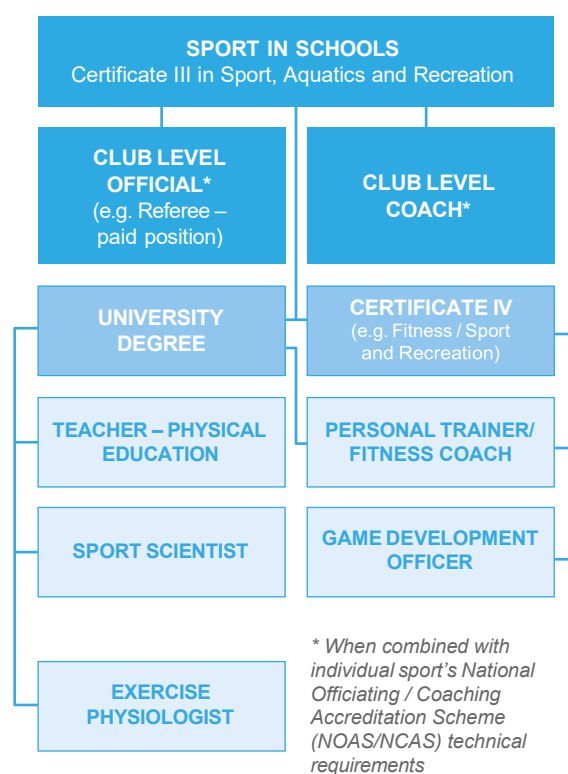 SPORT IN SCHOOLS
Certificate III in Sport, Aquatics and Recreation
CLUB LEVEL
OFFICIAL*
(e.g. Referee –
paid position)
CLUB LEVEL
COACH*
UNIVERSITY
DEGREE
CERTIFICATE IV
(e.g. Fitness / Sport
and Recreation)
TEACHER – PHYSICAL
EDUCATION
PERSONAL TRAINER/
FITNESS COACH
SPORT SCIENTIST
GAME DEVELOPMENT
OFFICER
EXERCISE
PHYSIOLOGIST
* When combined with
individual sport's National
Officiating / Coaching
Accreditation Scheme
(NOAS/NCAS) technical
requirements